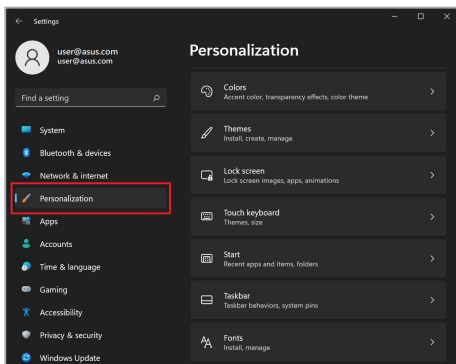 Settings
user@asus.com
user@asus.com
Find a setting
System
Bluetooth & devices
Network & internet
Personalization
Apps
Accounts
Time & language
Gaming
Accessibility
Privacy & security
Windows Update
Personalization
Colors
Accent color, transparency effects, color theme
Themes
Install, create, manage
Lock screen
Lock screen images, apps, animations
Touch keyboard
Themes, size
Start
Recent apps and items, folders
Taskbar
Taskbar behaviors, system pins
Fonts
Install, manage